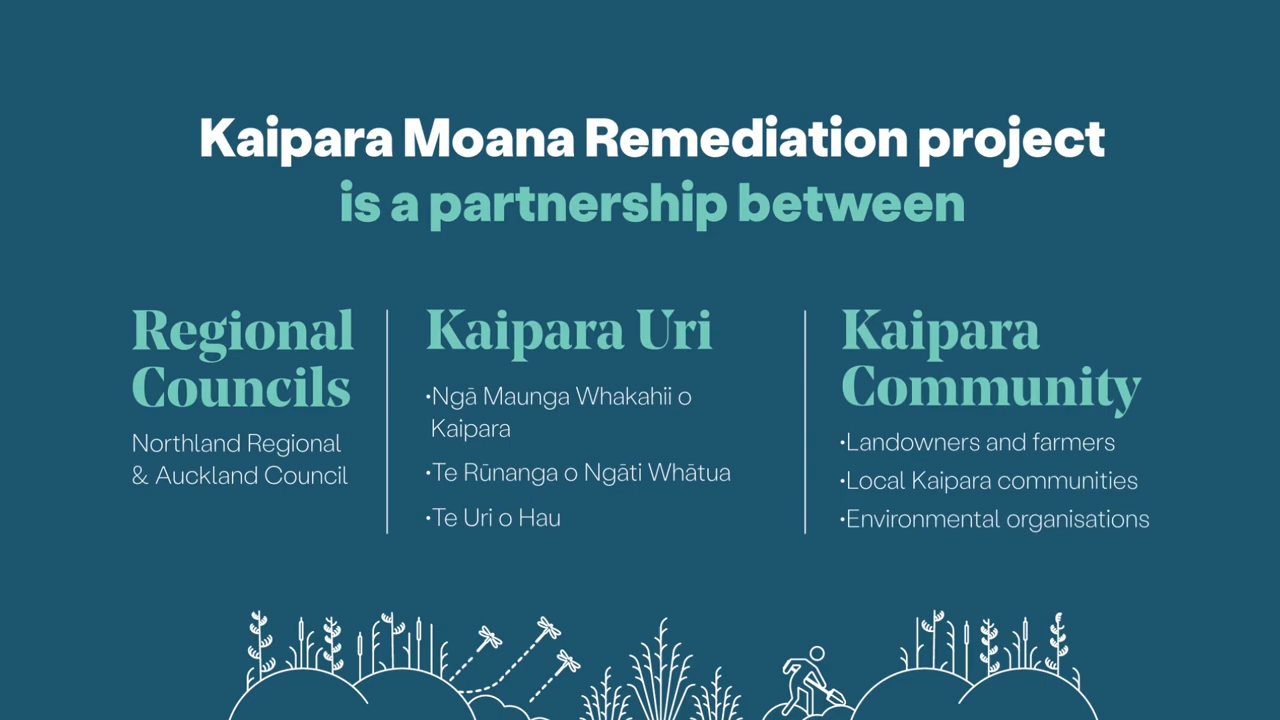 Kaipara Moana Remediation project
is a partnership between
Regional
Councils
Northland Regional
& Auckland Council
Kaipara Uri
•Ngā Maunga Whakahii o
Kaipara
•Te Rūnanga o Ngāti Whātua
•Te Uri o Hau
Kaipara
Community
•Landowners and farmers
•Local Kaipara communities
•Environmental organisations